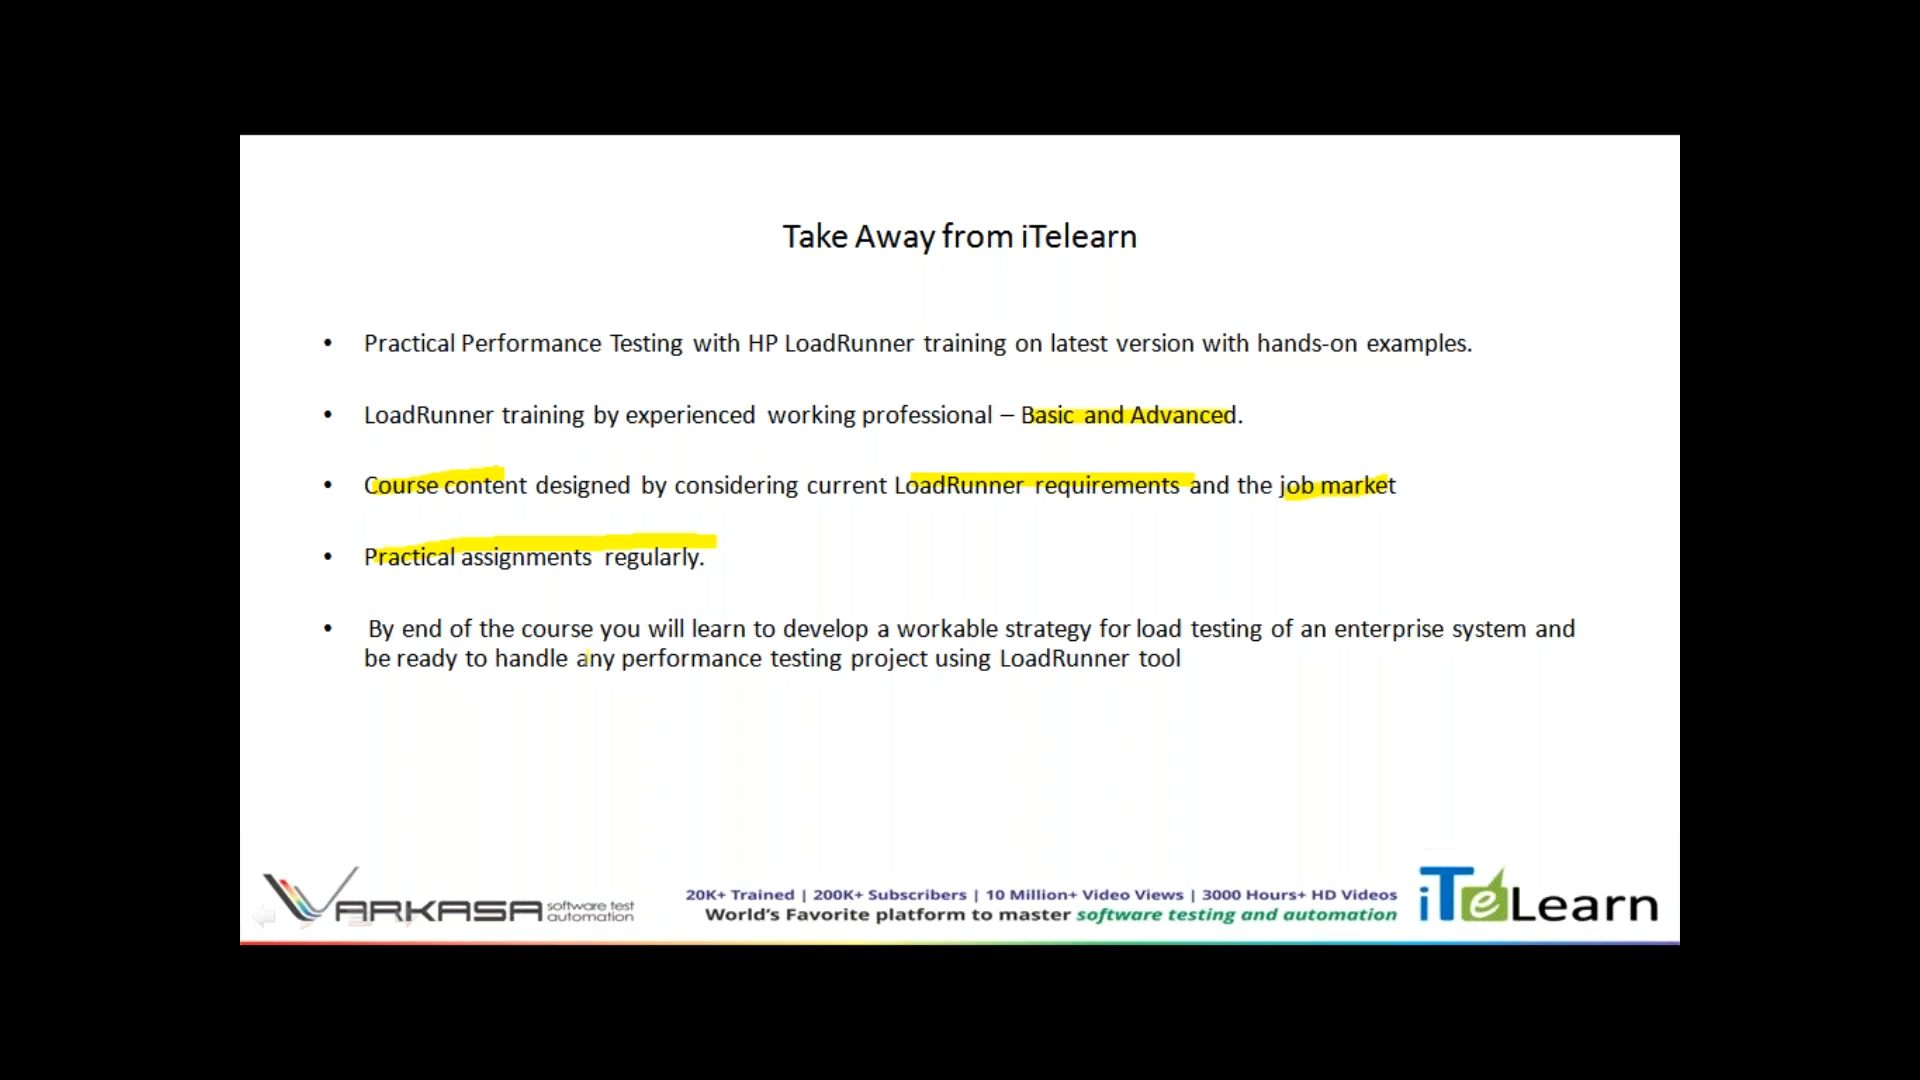 Take Away from iTelearn
• Practical Performance Testing with HP LoadRunner training on latest version with hands-on examples.
• LoadRunner training by experienced working professional – Basic and Advanced.
• Course content designed by considering current LoadRunner requirements and the job market
• Practical assignments regularly.
• By end of the course you will learn to develop a workable strategy for load testing of an enterprise system and
be ready to handle any performance testing project using LoadRunner tool
VARKASA software test
automation
20K+ Trained | 200K+ Subscribers | 10 Million+ Video Views | 3000 Hours+ HD Videos
World's Favorite platform to master software testing and automation
iTeLearn